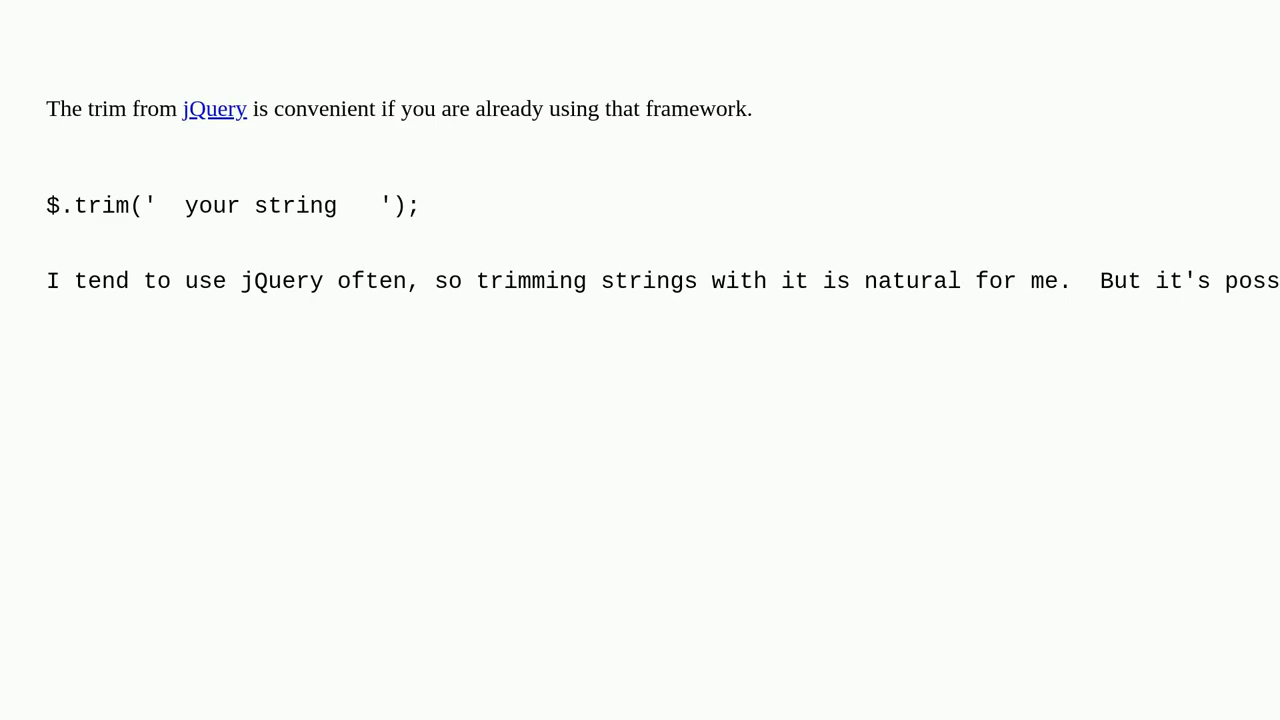 The trim from jQuery is convenient if you are already using that framework.
$.trim('  your string   ');
I tend to use jQuery often, so trimming strings with it is natural for me.  But it's poss